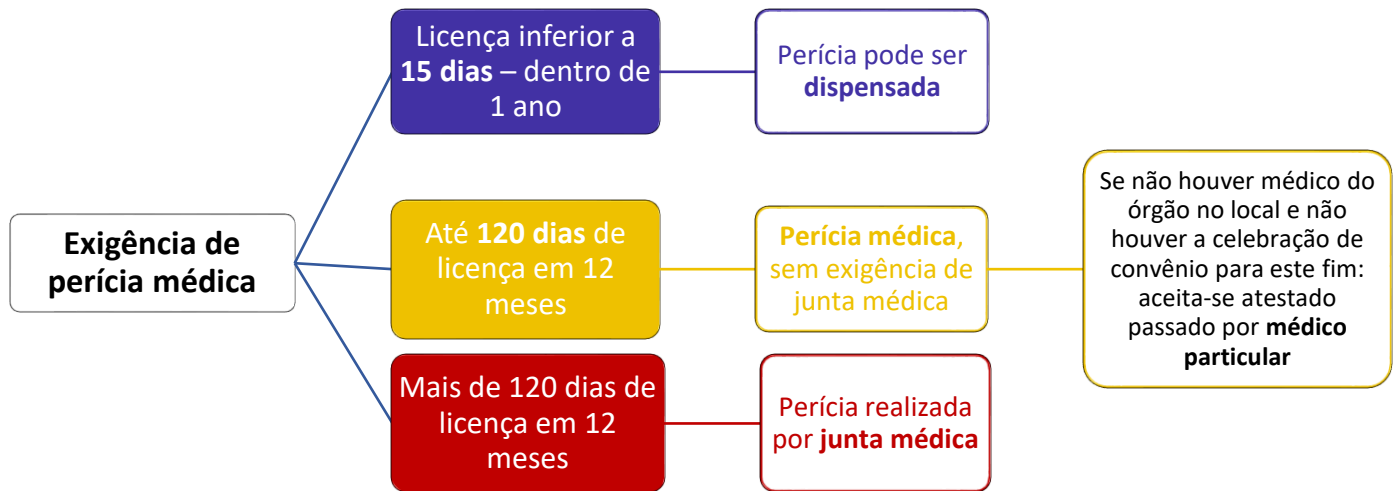 Exigência de
perícia médica
Licença inferior a
15 dias – dentro de
1 ano
Perícia pode ser
dispensada
Até 120 dias de
licença em 12
meses
Perícia médica,
sem exigência de
junta médica
Se não houver médico do
órgão no local e não
houver a celebração de
convênio para este fim:
aceita-se atestado
passado por médico
particular
Mais de 120 dias de
licença em 12
meses
Perícia realizada
por junta médica